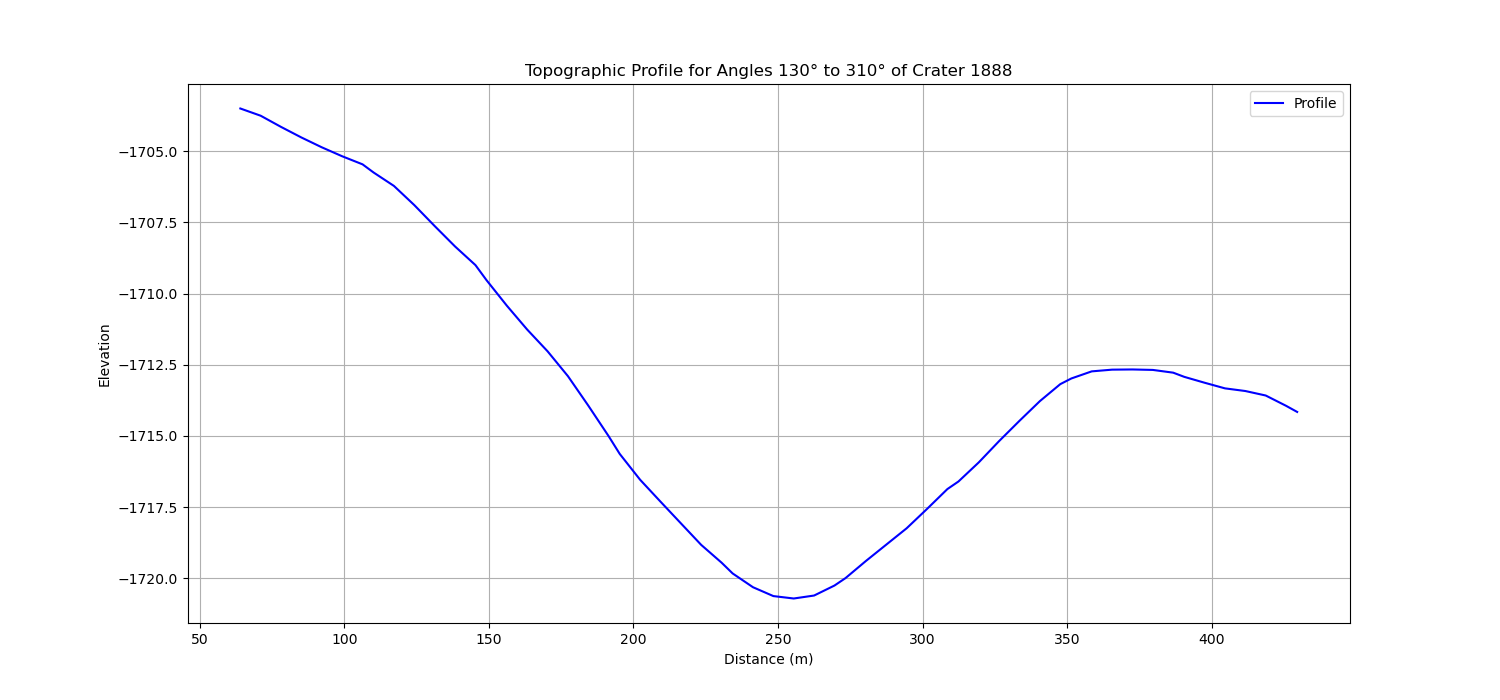 Topographic Profile for Angles 130° to 310° of Crater 1888
Profile
−1705.0
−1707.5
−1710.0
−1712.5
−1715.0
−1717.5
−1720.0
Elevation
50 100 150 200 250 300 350 400
Distance (m)